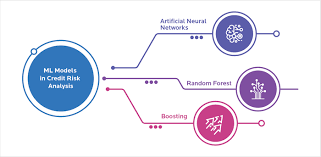 Artificial Neural
Networks
ML Models
in Credit Risk
Analysis
Random Forest
Boosting